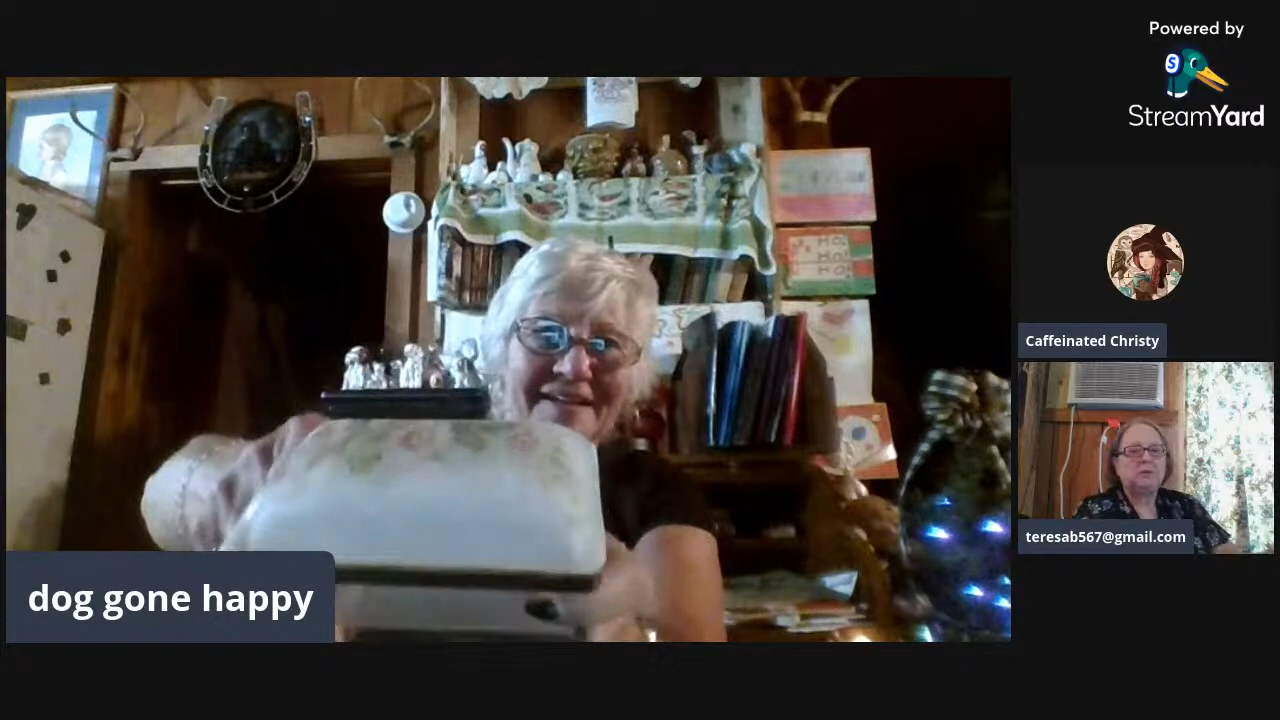 Powered by
S
StreamYard
HO!
HO!
HO!
Caffeinated Christy
teresab567@gmail.com
dog gone happy